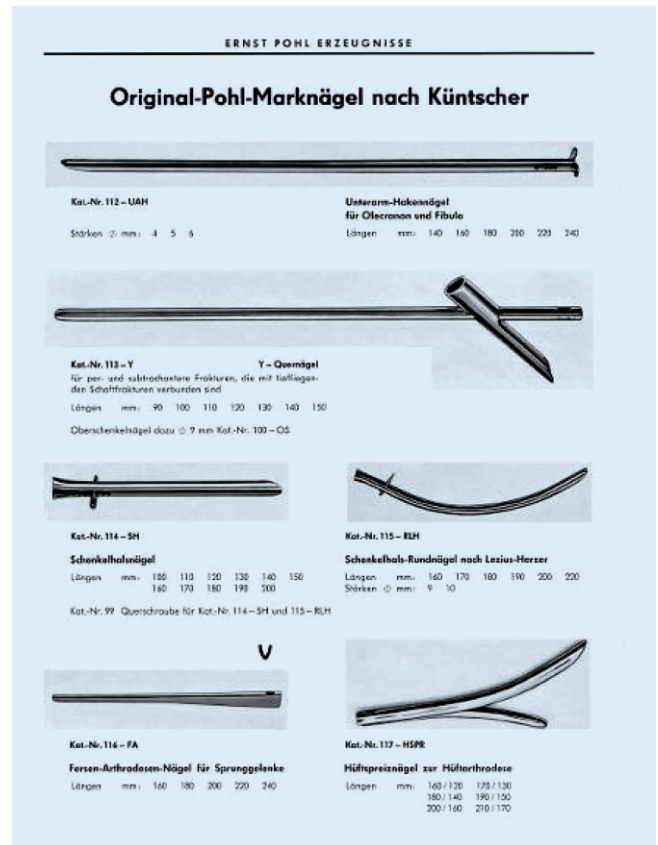 ERNST POHL ERZEUGNISSE
Original-Pohl-Marknägel nach Küntscher
Kat.-Nr. 112 – UAH
Stärken ∅ mm: 4 5 6
Unterarm-Hakennägel
für Olecranon und Fibula
Längen mm: 140 160 180 200 220 240
Kat.-Nr. 113 – Y Y – Quernägel
für per- und subtrochantere Frakturen, die mit tiefliegen-
den Schaftfrakturen verbunden sind
Längen mm: 90 100 110 120 130 140 150
Oberschenkelnägel dazu ∅ 9 mm Kat.-Nr. 100 – OS
Kat.-Nr. 114 – SH
Schenkelhalsnägel
Längen mm: 100 110 120 130 140 150
160 170 180 190 200
Kat.-Nr. 99 Querschraube für Kat.-Nr. 114 – SH und 115 – RLH
Kat.-Nr. 115 – RLH
Schenkelhals-Rundnägel nach Lezius-Herzer
Längen mm: 160 170 180 190 200 220
Stärken ∅ mm: 9 10
Kat.-Nr. 116 – FA
Fersen-Arthrodesen-Nägel für Sprunggelenke
Längen mm: 160 180 200 220 240
Kat.-Nr. 117 – HSPR
Hüftspreiznägel zur Hüftarthrodese
Längen mm: 160/120 170/130
180/140 190/150
200/160 210/170